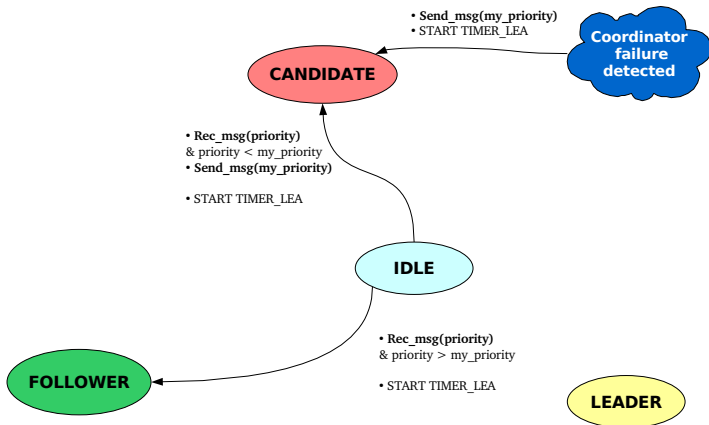 • Send_msg(my_priority)
• START TIMER_LEA
Coordinator
failure
detected
CANDIDATE
• Rec_msg(priority)
& priority < my_priority
• Send_msg(my_priority)
• START TIMER_LEA
IDLE
• Rec_msg(priority)
& priority > my_priority
• START TIMER_LEA
FOLLOWER
LEADER